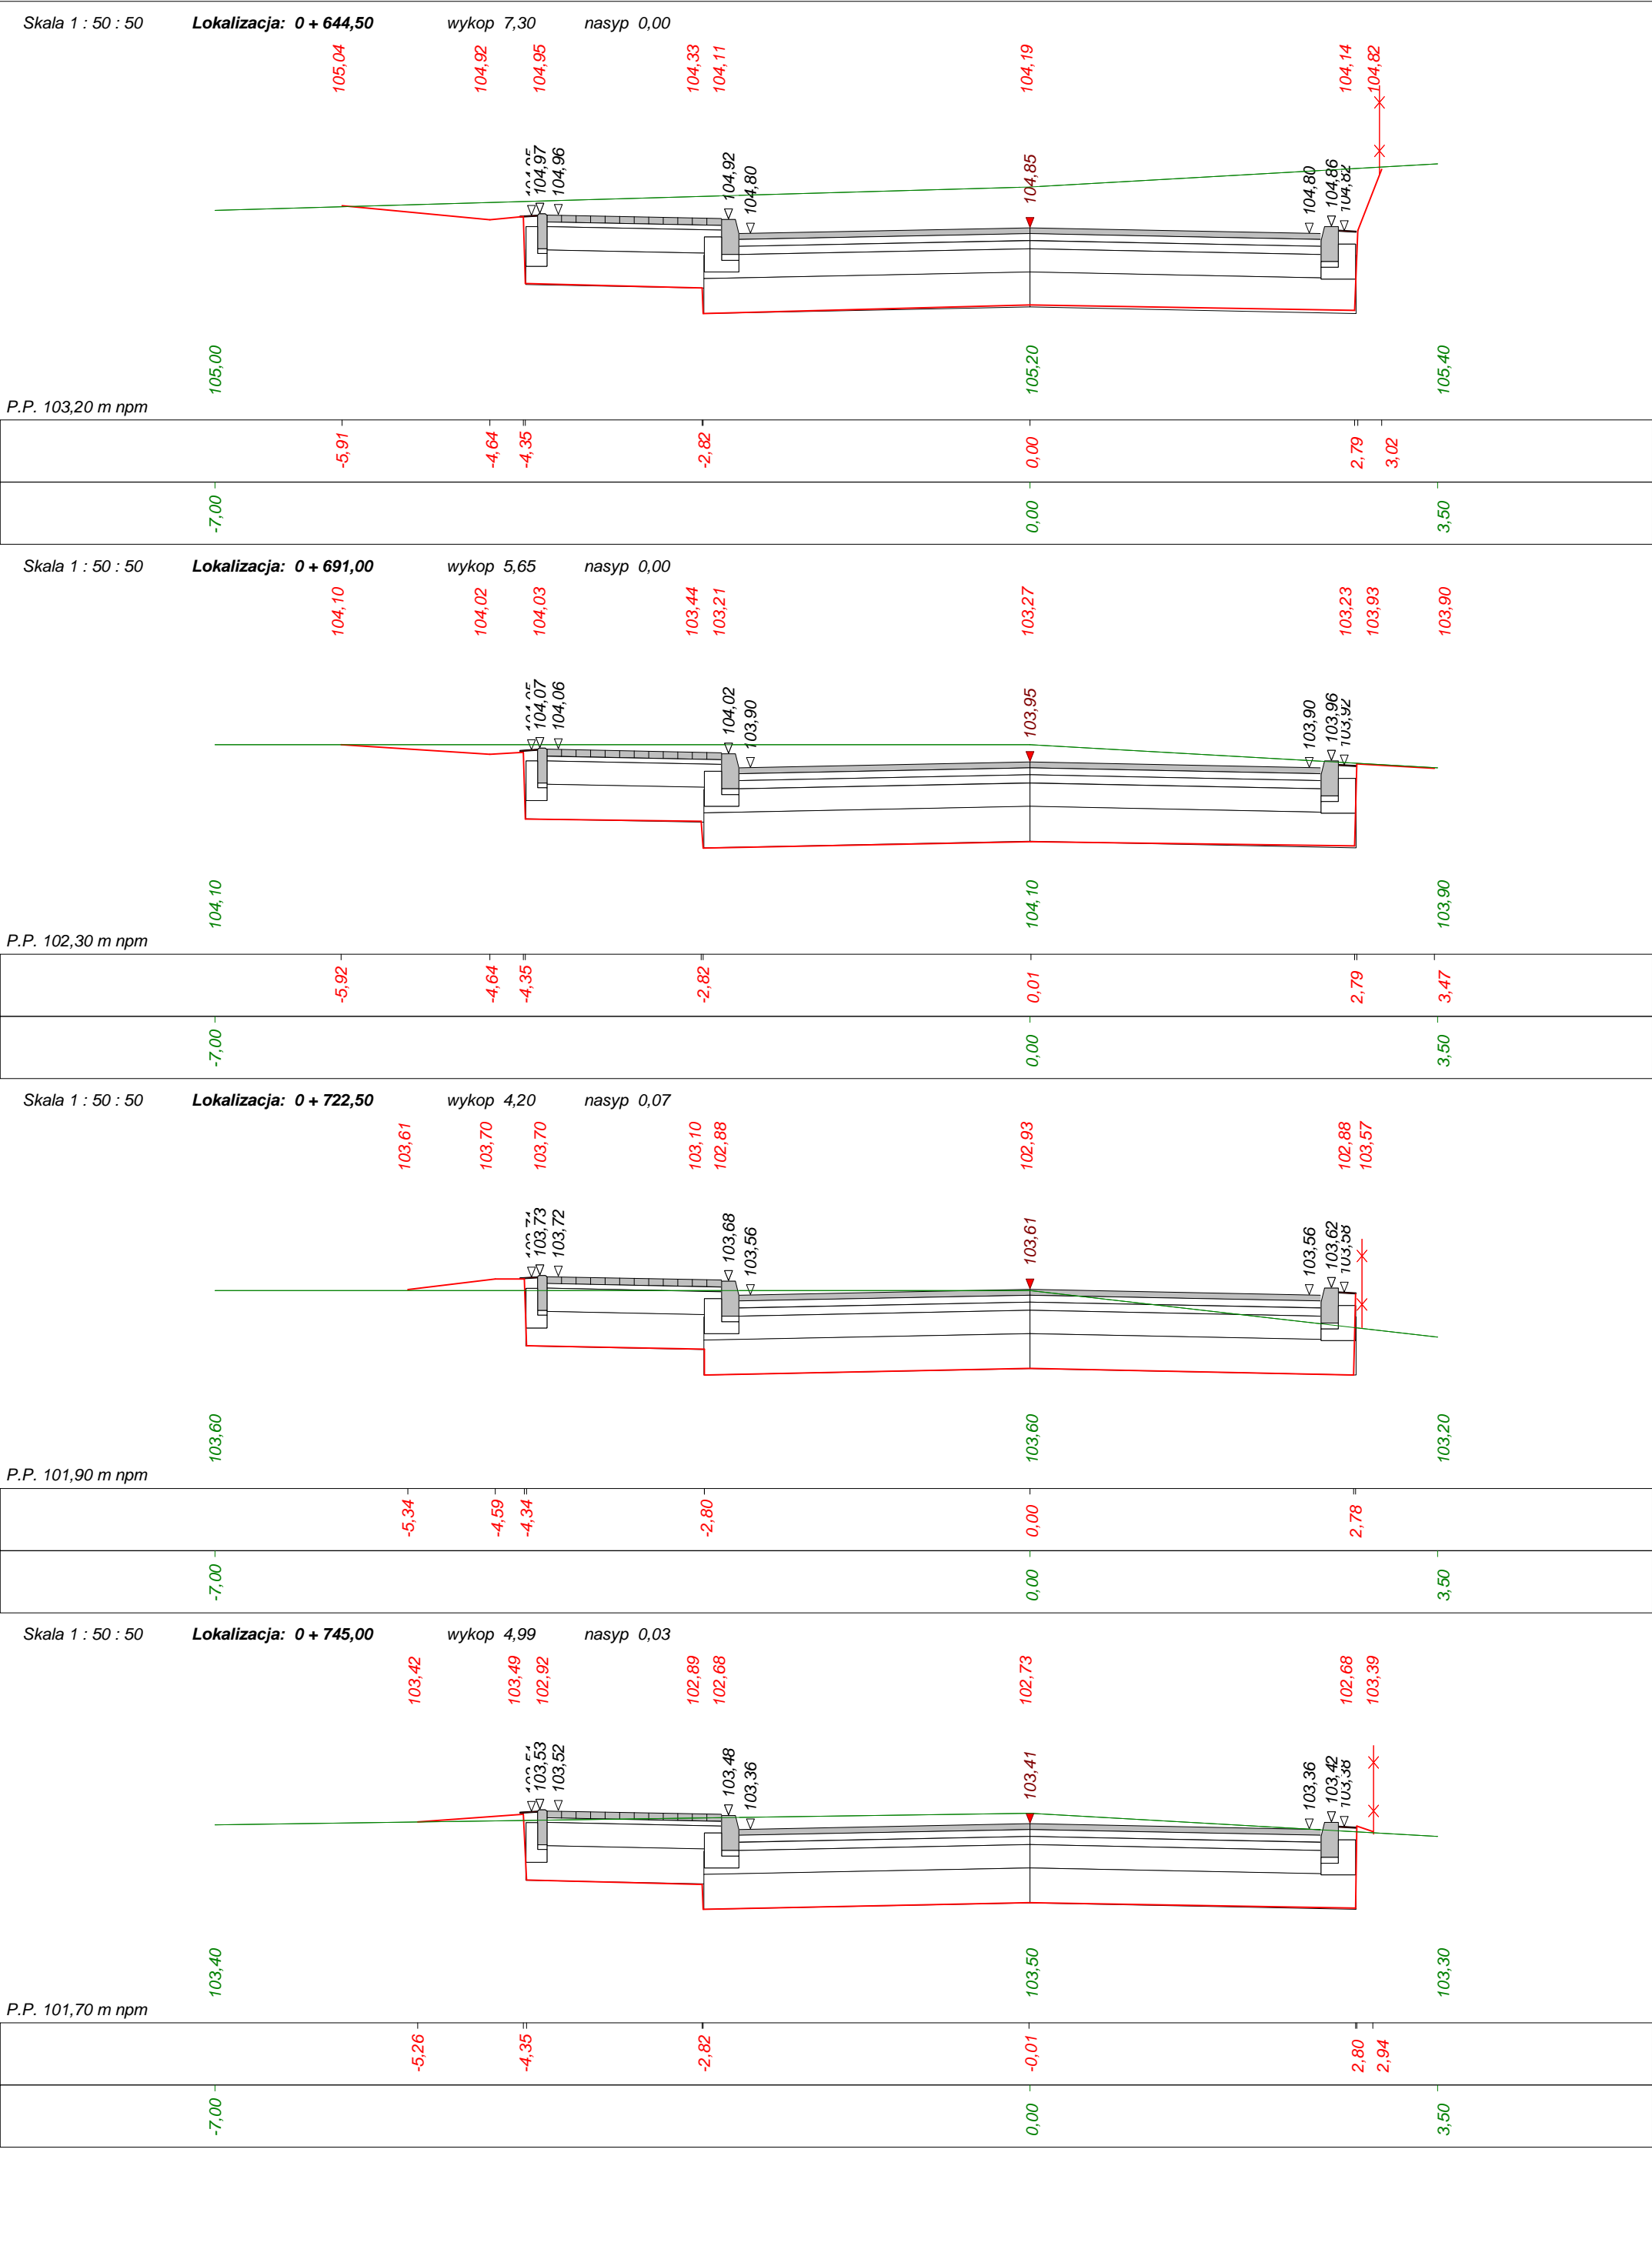 Skala 1 : 50 : 50 Lokalizacja: 0 + 644,50 wykop 7,30 nasyp 0,00
105,04 104,92 104,95 104,33 104,11 104,19 104,14 104,82
104,97 104,96 104,92 104,80 104,85 104,80 104,86 104,82
105,00 105,20 105,40
P.P. 103,20 m npm
-5,91 -4,64 -4,35 -2,82 0,00 2,79 3,02
-7,00 0,00 3,50
Skala 1 : 50 : 50 Lokalizacja: 0 + 691,00 wykop 5,65 nasyp 0,00
104,10 104,02 104,03 103,44 103,21 103,27 103,23 103,93 103,90
104,07 104,06 104,02 103,90 103,95 103,90 103,96 103,92
104,10 104,10 103,90
P.P. 102,30 m npm
-5,92 -4,64 -4,35 -2,82 0,01 2,79 3,47
-7,00 0,00 3,50
Skala 1 : 50 : 50 Lokalizacja: 0 + 722,50 wykop 4,20 nasyp 0,07
103,61 103,70 103,70 103,10 102,88 102,93 102,88 103,57
103,73 103,72 103,68 103,56 103,61 103,56 103,62 103,58
103,60 103,60 103,20
P.P. 101,90 m npm
-5,34 -4,59 -4,34 -2,80 0,00 2,78
-7,00 0,00 3,50
Skala 1 : 50 : 50 Lokalizacja: 0 + 745,00 wykop 4,99 nasyp 0,03
103,42 103,49 102,92 102,89 102,68 102,73 102,68 103,39
103,53 103,52 103,48 103,36 103,41 103,36 103,42 103,38
103,40 103,50 103,30
P.P. 101,70 m npm
-5,26 -4,35 -2,82 -0,01 2,80 2,94
-7,00 0,00 3,50